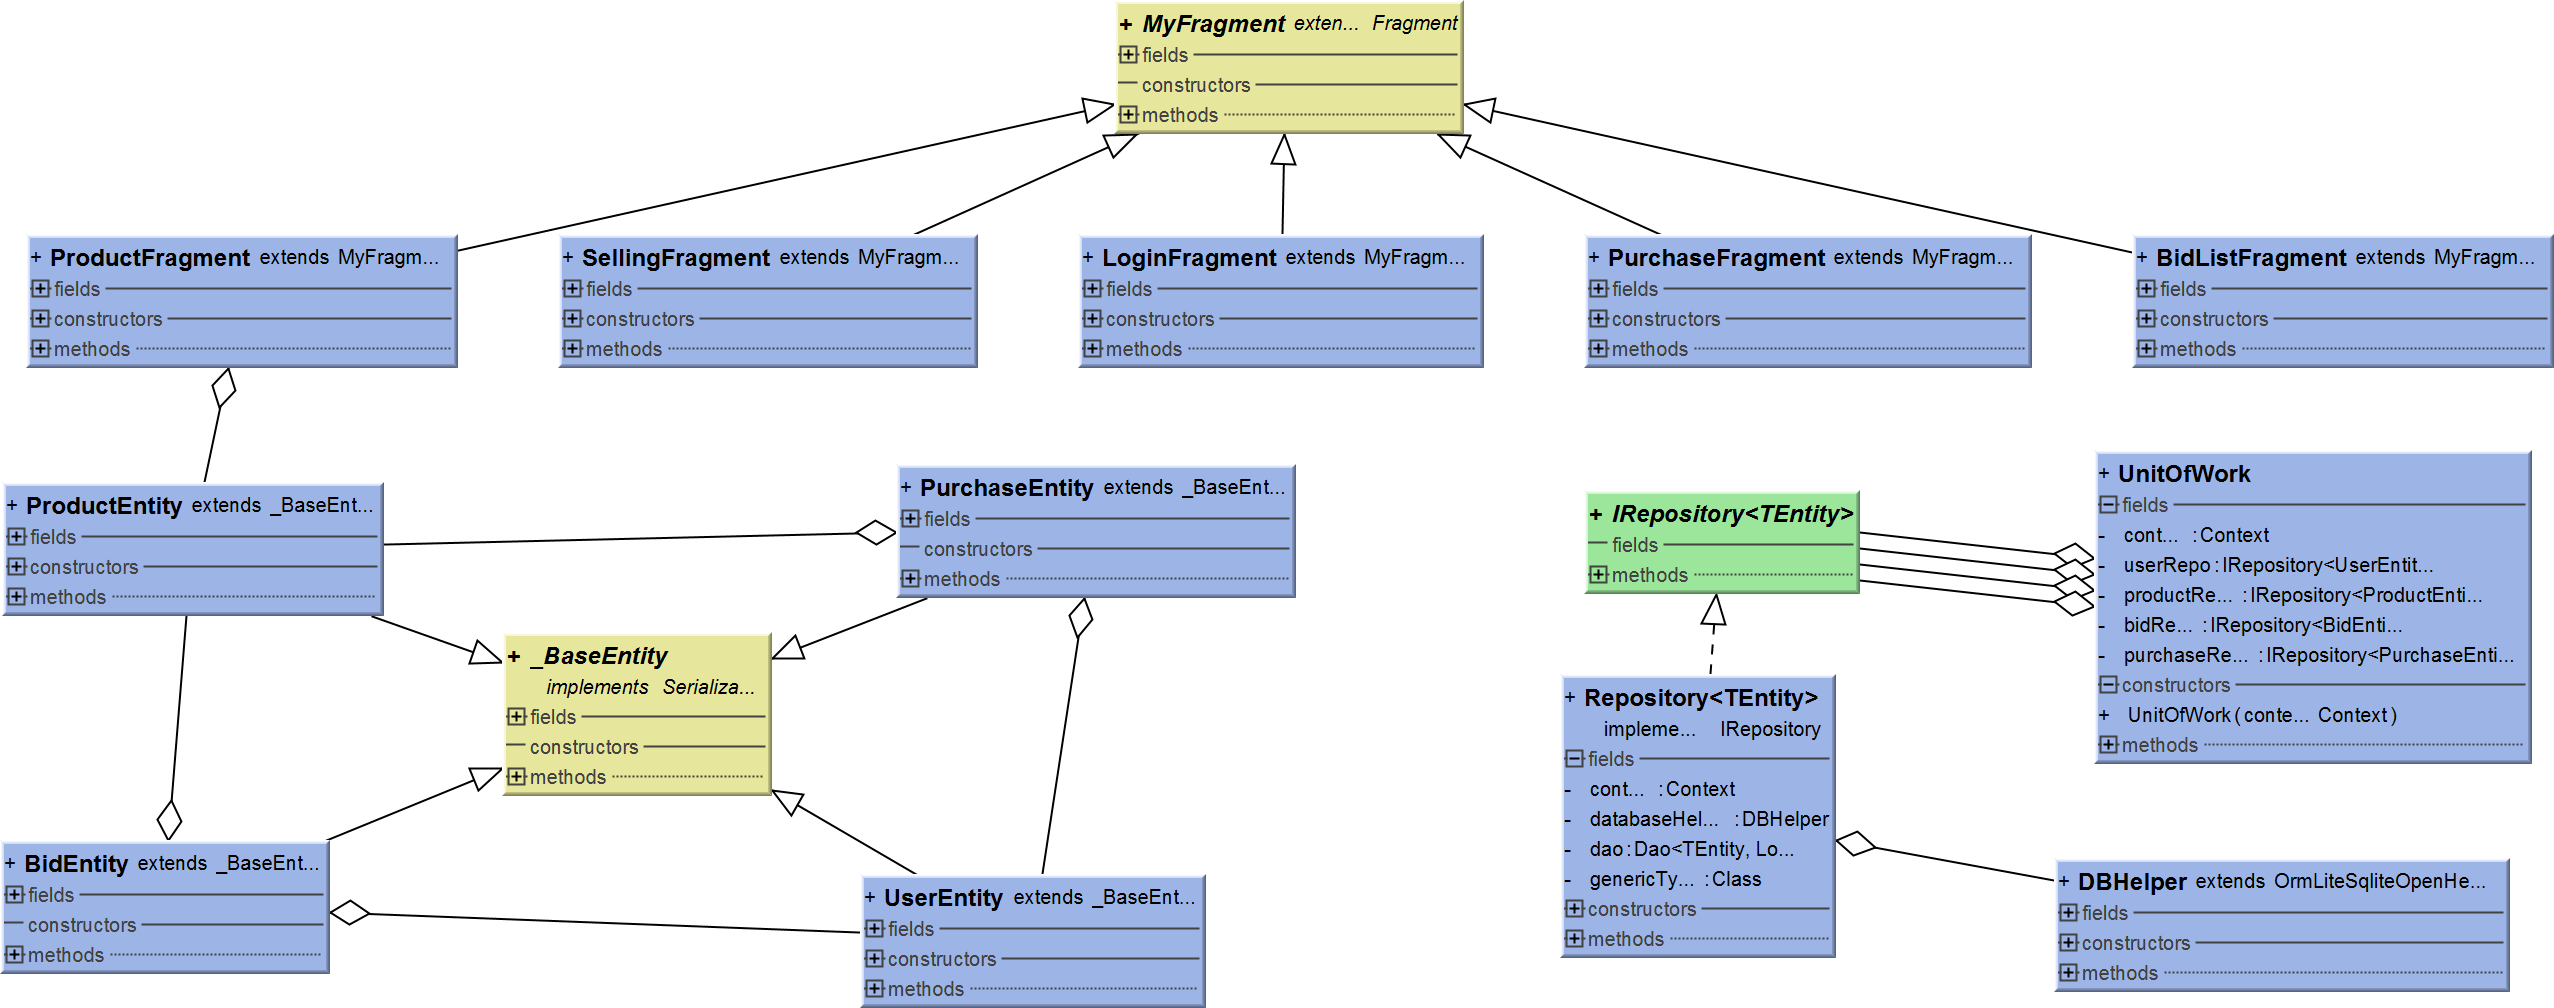 + MyFragment exten... Fragment
fields
constructors
methods
+ ProductFragment extends MyFragm...
fields
constructors
methods
+ SellingFragment extends MyFragm...
fields
constructors
methods
+ LoginFragment extends MyFragm...
fields
constructors
methods
+ PurchaseFragment extends MyFragm...
fields
constructors
methods
+ BidListFragment extends MyFragm...
fields
constructors
methods
+ ProductEntity extends _BaseEnt...
fields
constructors
methods
+ PurchaseEntity extends _BaseEnt...
fields
constructors
methods
+ _BaseEntity
implements Serializa...
fields
constructors
methods
+ BidEntity extends _BaseEnt...
fields
constructors
methods
+ UserEntity extends _BaseEnt...
fields
constructors
methods
+ IRepository<TEntity>
fields
methods
+ UnitOfWork
fields
- cont... :Context
- userRepo:IRepository<UserEntit...
- productRe... :IRepository<ProductEnti...
- bidRe... :IRepository<BidEnti...
- purchaseRe... :IRepository<PurchaseEnti...
constructors
+ UnitOfWork(conte... Context)
methods
+ Repository<TEntity>
impleme... IRepository
fields
- cont... :Context
- databaseHel... :DBHelper
- dao:Dao<TEntity, Lo...
- genericTy... :Class
constructors
methods
+ DBHelper extends OrmLiteSqliteOpenHe...
fields
constructors
methods